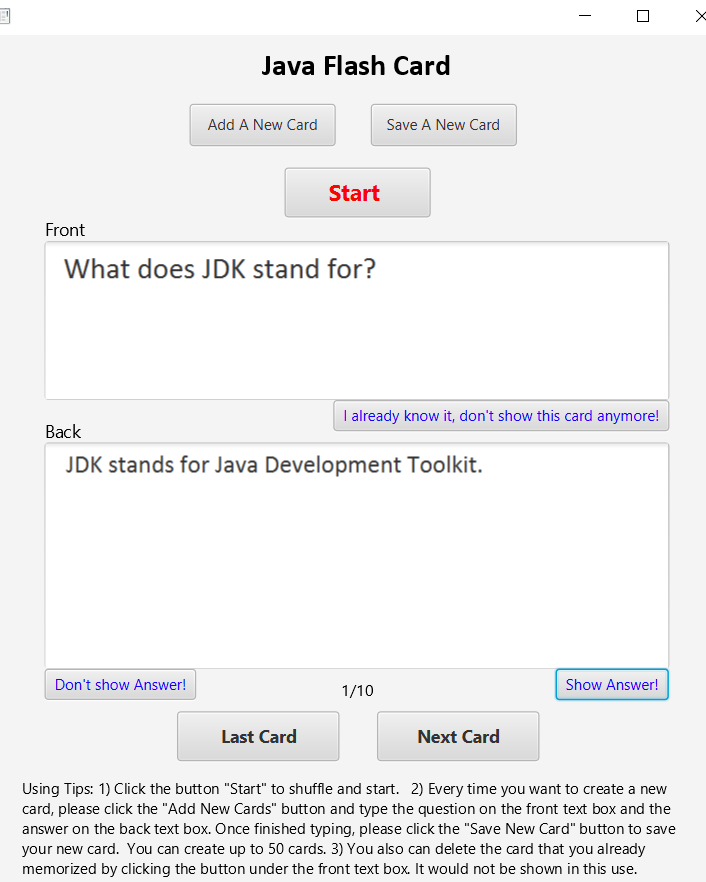 Java Flash Card
Add A New Card Save A New Card
Start
Front
What does JDK stand for?
I already know it, don't show this card anymore!
Back
JDK stands for Java Development Toolkit.
Don't show Answer! 1/10 Show Answer!
Last Card Next Card
Using Tips: 1) Click the button "Start" to shuffle and start. 2) Every time you want to create a new
card, please click the "Add New Cards" button and type the question on the front text box and the
answer on the back text box. Once finished typing, please click the "Save New Card" button to save
your new card. You can create up to 50 cards. 3) You also can delete the card that you already
memorized by clicking the button under the front text box. It would not be shown in this use.